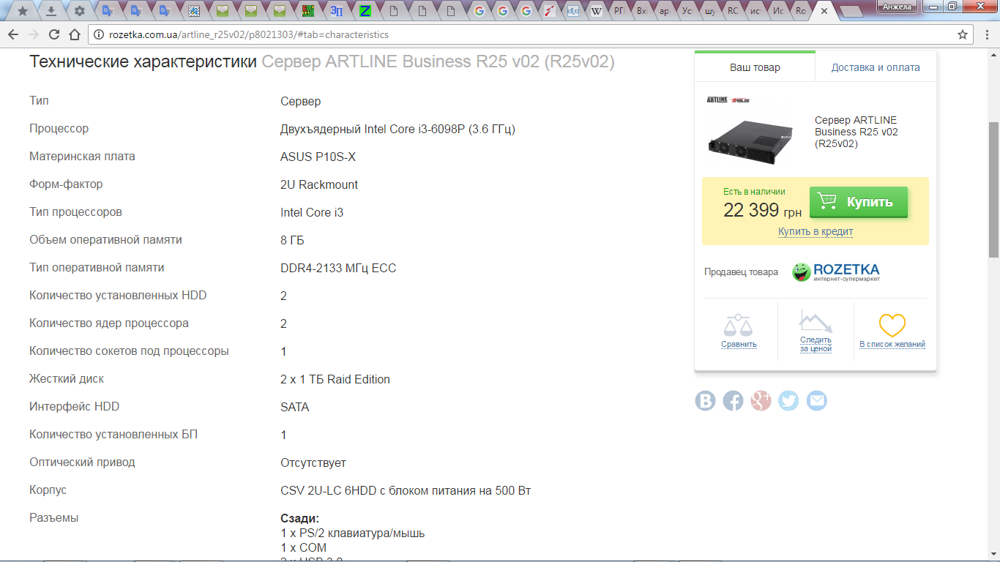 РГ
Вх
ар
Ус
шу
RC
ис
Ис
Ro
Анжела
rozetka.com.ua/artline_r25v02/p8021303/#tab=characteristics
Технические характеристики Сервер ARTLINE Business R25 v02 (R25v02)
Тип Сервер
Процессор Двухъядерный Intel Core i3-6098P (3.6 ГГц)
Материнская плата ASUS P10S-X
Форм-фактор 2U Rackmount
Тип процессоров Intel Core i3
Объем оперативной памяти 8 ГБ
Тип оперативной памяти DDR4-2133 МГц ECC
Количество установленных HDD 2
Количество ядер процессора 2
Количество сокетов под процессоры 1
Жесткий диск 2 x 1 ТБ Raid Edition
Интерфейс HDD SATA
Количество установленных БП 1
Оптический привод Отсутствует
Корпус CSV 2U-LC 6HDD с блоком питания на 500 Вт
Разъемы Сзади:
1 x PS/2 клавиатура/мышь
1 x COM
Ваш товар
Доставка и оплата
ARTLINE ASUS
Сервер ARTLINE
Business R25 v02
(R25v02)
Есть в наличии
22 399 грн
Купить
Купить в кредит
Продавец товара
ROZETKA
интернет-супермаркет
Сравнить
Следить
за ценой
В список желаний